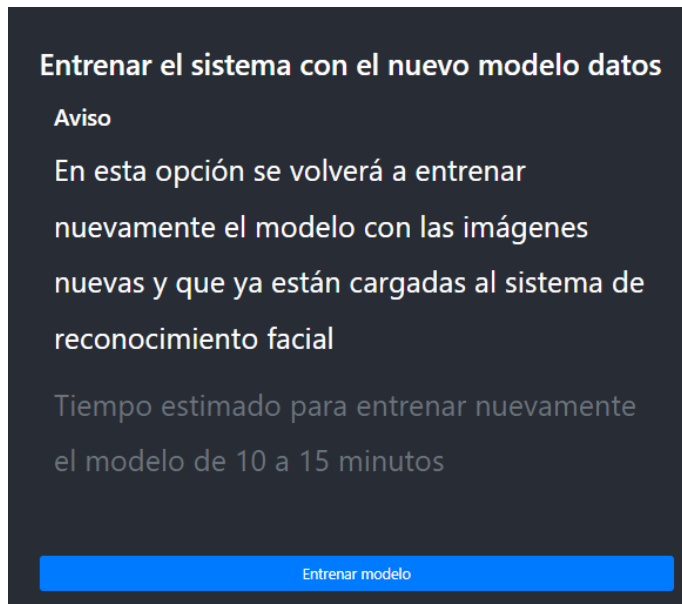 Entrenar el sistema con el nuevo modelo datos
Aviso
En esta opción se volverá a entrenar
nuevamente el modelo con las imágenes
nuevas y que ya están cargadas al sistema de
reconocimiento facial
Tiempo estimado para entrenar nuevamente
el modelo de 10 a 15 minutos
Entrenar modelo